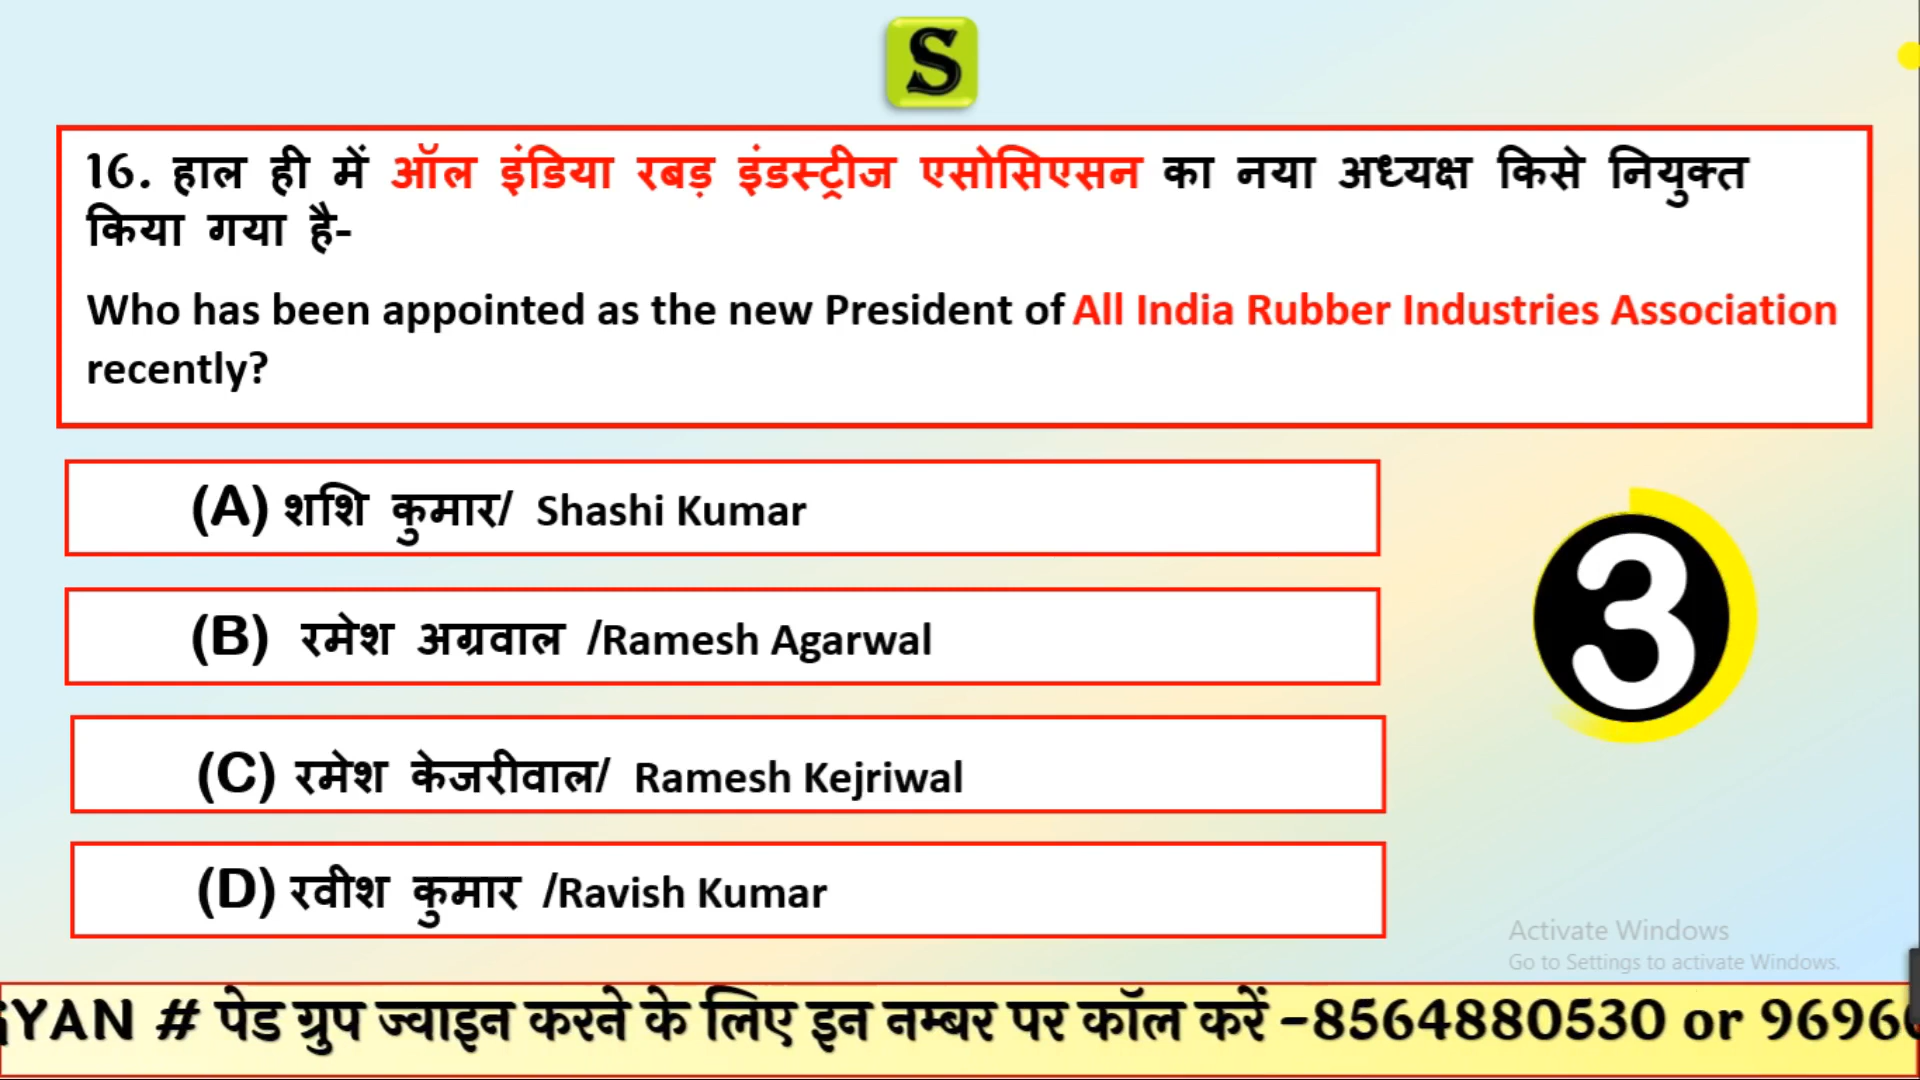 S
16. हाल ही में ऑल इंडिया रबड़ इंडस्ट्रीज एसोसिएसन का नया अध्यक्ष किसे नियुक्त
किया गया है-
Who has been appointed as the new President of All India Rubber Industries Association
recently?
(A) शशि कुमार/ Shashi Kumar
(B) रमेश अग्रवाल /Ramesh Agarwal
(C) रमेश केजरीवाल/ Ramesh Kejriwal
(D) रवीश कुमार /Ravish Kumar
3
Activate Windows
Go to Settings to activate Windows.
GYAN # पेड ग्रुप ज्वाइन करने के लिए इन नम्बर पर कॉल करें -8564880530 or 9696